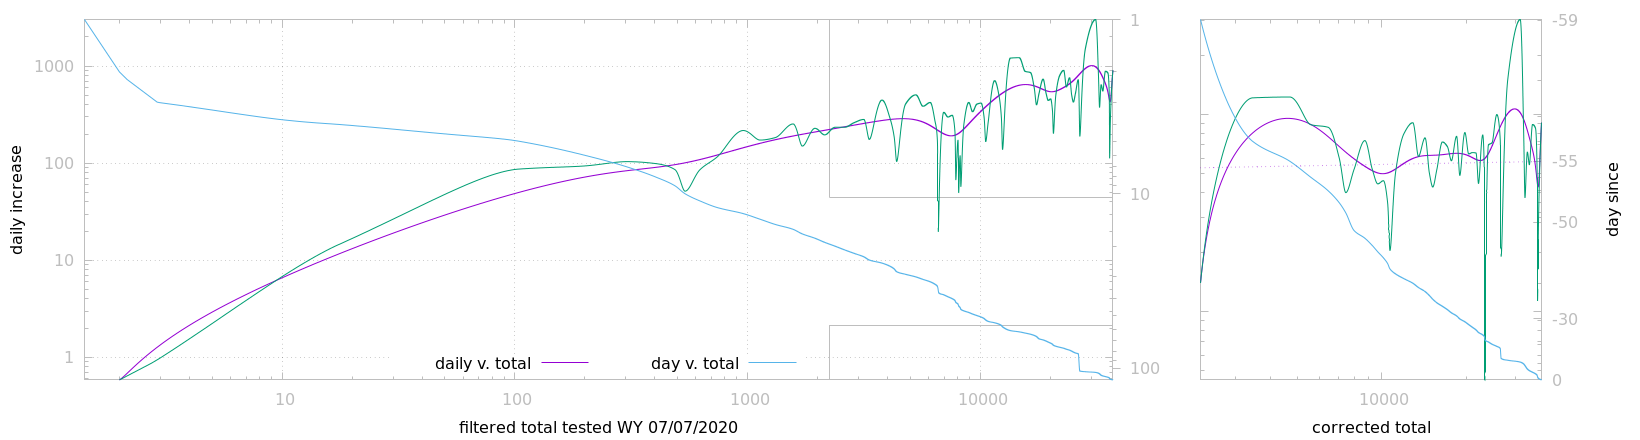 daily increase
1000
100
10
1
daily v. total
day v. total
10
100
1000
10000
filtered total tested WY 07/07/2020
1
10
100
10000
corrected total
-59
-55
-50
-30
0
day since